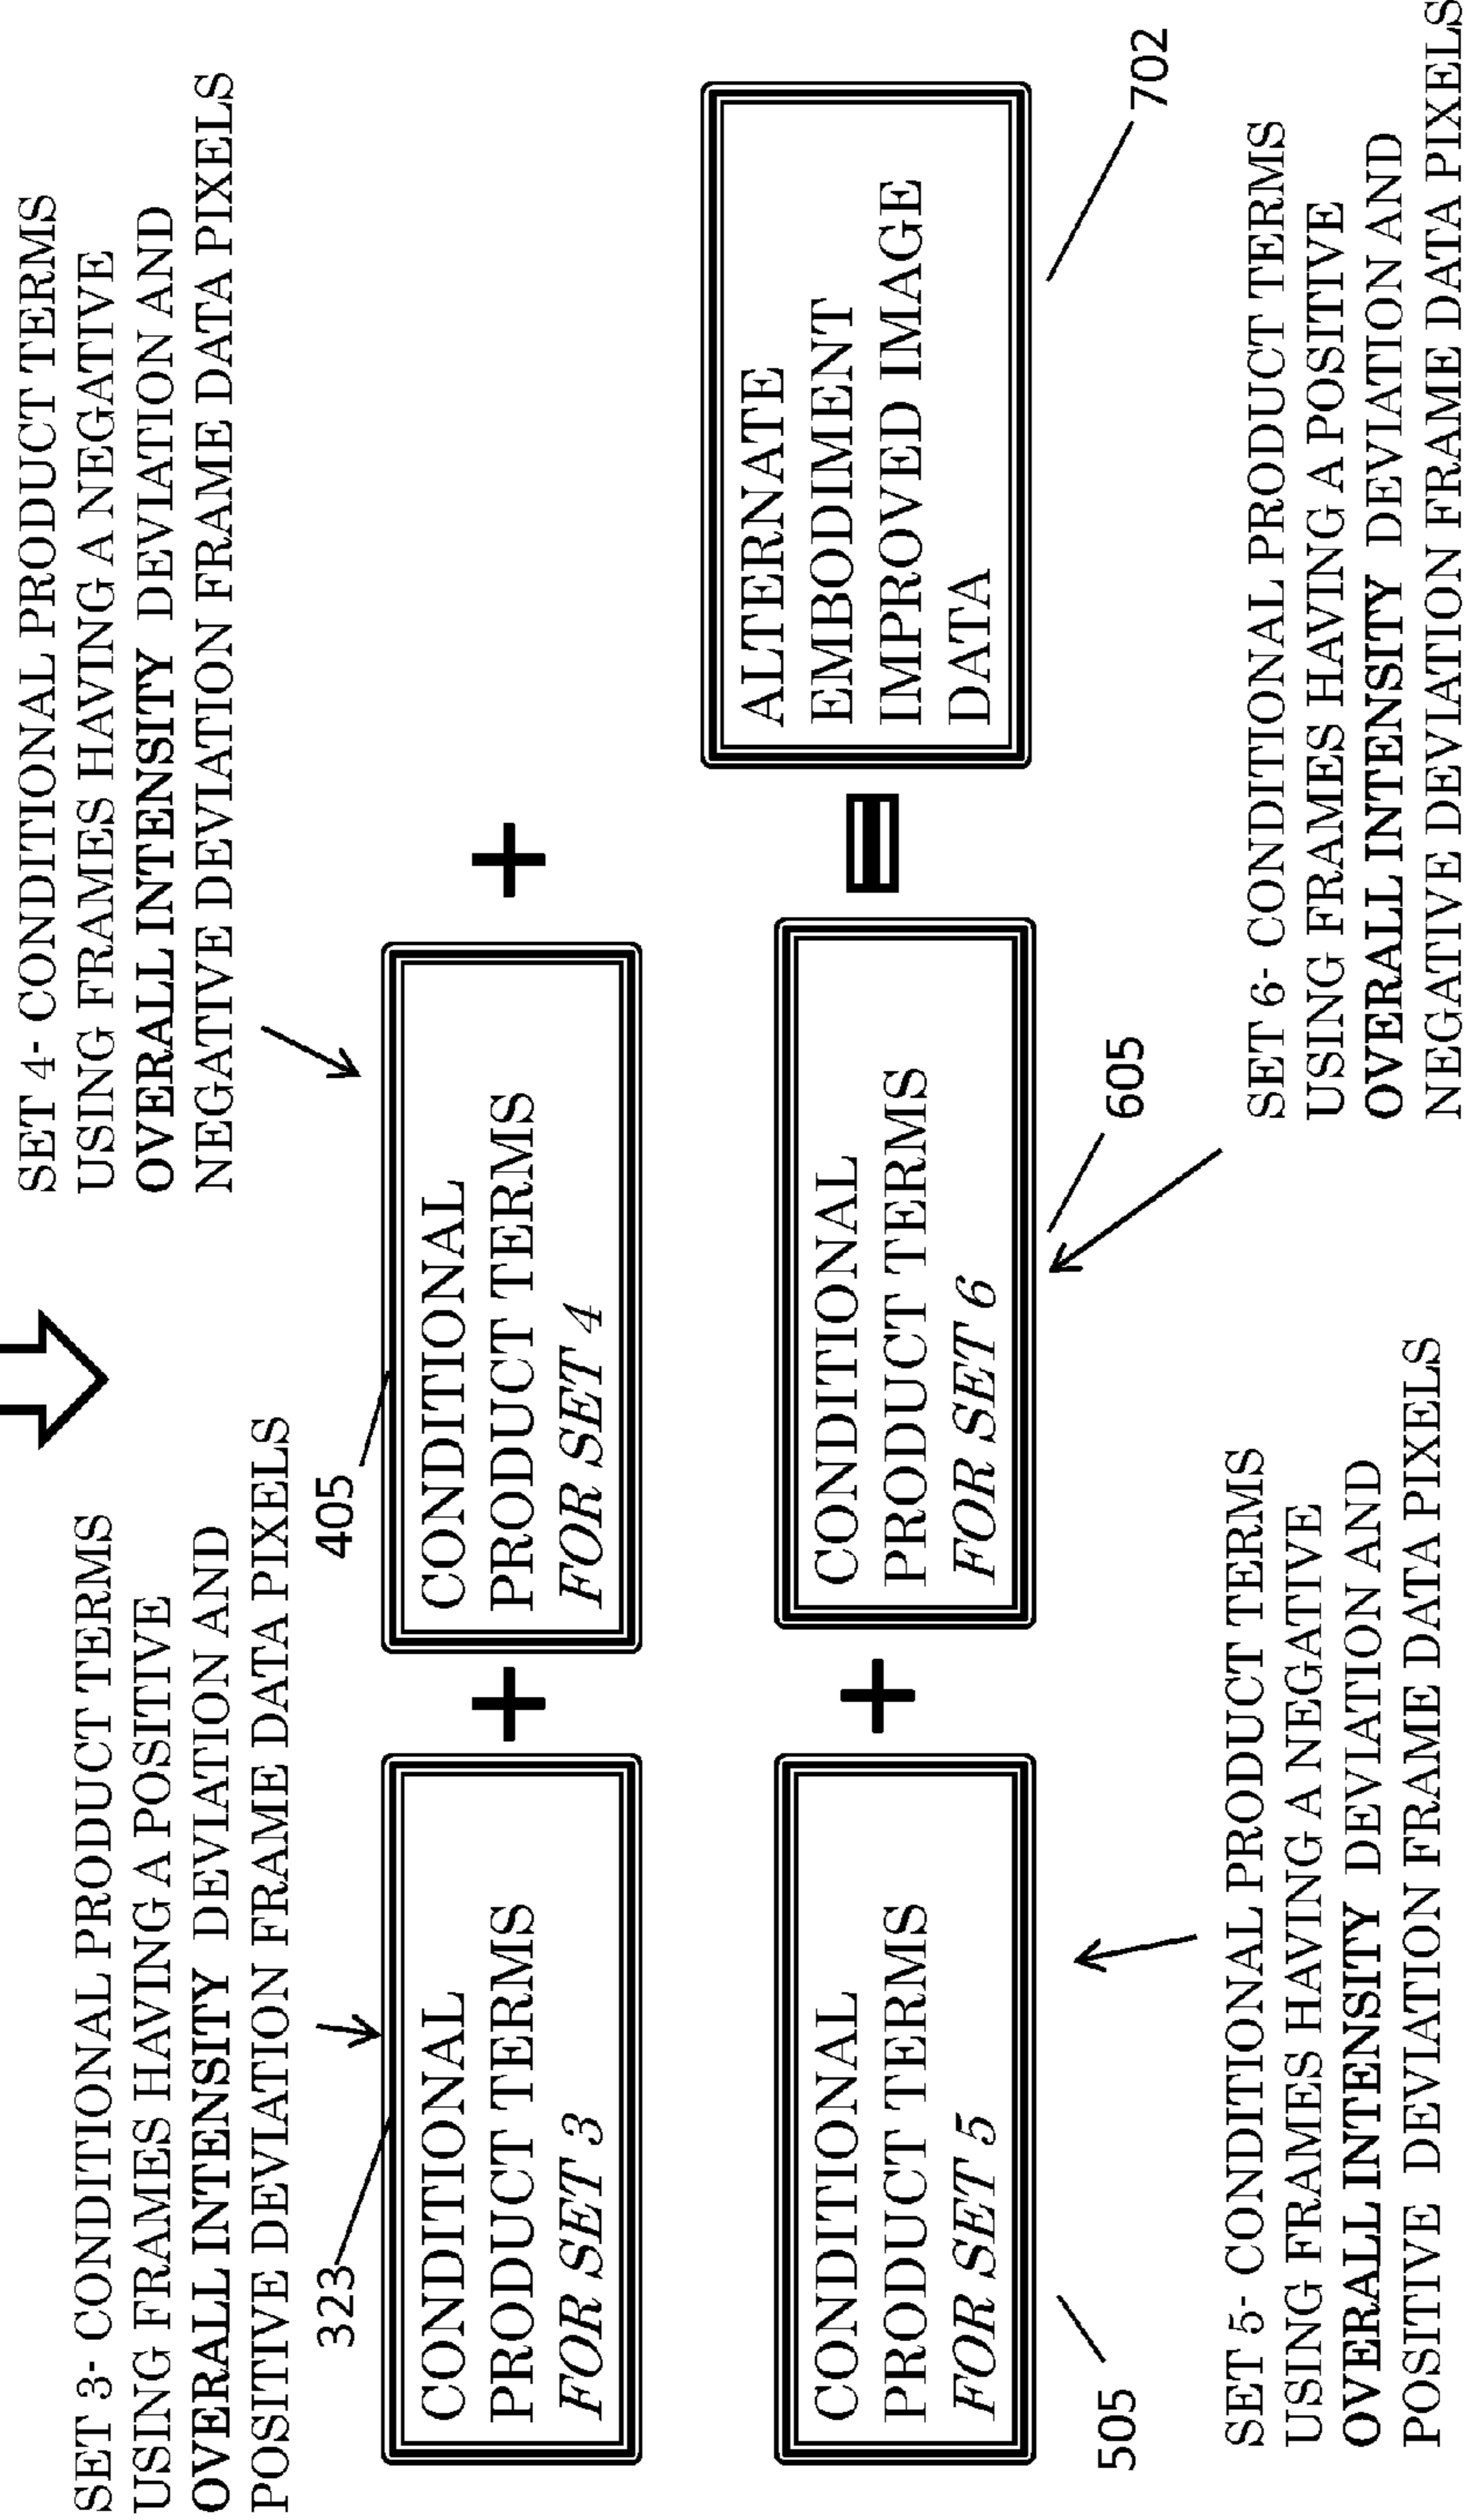 SET 3- CONDITIONAL PRODUCT TERMS
USING FRAMES HAVING A POSITIVE
OVERALL INTENSITY DEVIATION AND
POSITIVE DEVIATION FRAME DATA PIXELS
SET 4- CONDITIONAL PRODUCT TERMS
USING FRAMES HAVING A NEGATIVE
OVERALL INTENSITY DEVIATION AND
NEGATIVE DEVIATION FRAME DATA PIXELS
323
405
CONDITIONAL
PRODUCT TERMS
FOR SET 3
+
CONDITIONAL
PRODUCT TERMS
FOR SET 4
+
CONDITIONAL
PRODUCT TERMS
FOR SET 5
+
CONDITIONAL
PRODUCT TERMS
FOR SET 6
=
ALTERNATE
EMBODIMENT
IMPROVED IMAGE
DATA
505
605
702
SET 5- CONDITIONAL PRODUCT TERMS
USING FRAMES HAVING A NEGATIVE
OVERALL INTENSITY DEVIATION AND
POSITIVE DEVIATION FRAME DATA PIXELS
SET 6- CONDITIONAL PRODUCT TERMS
USING FRAMES HAVING A POSITIVE
OVERALL INTENSITY DEVIATION AND
NEGATIVE DEVIATION FRAME DATA PIXELS